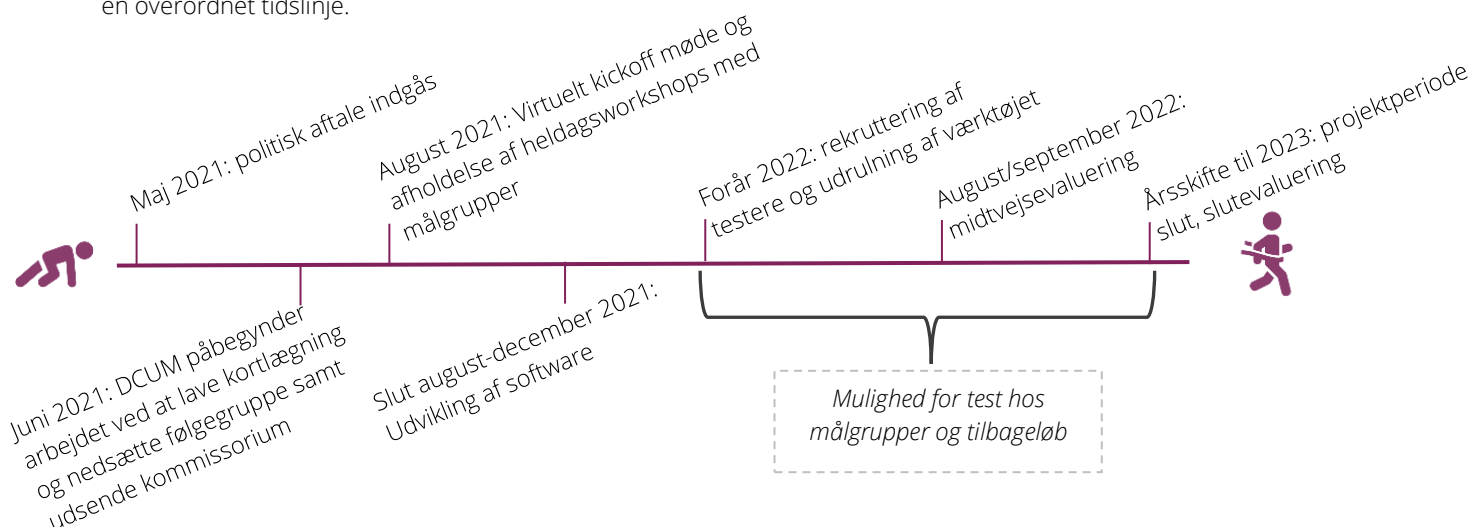 en overordnet tidslinje.
Maj 2021: politisk aftale indgås
Juni 2021: DCUM påbegynder
arbejdet ved at lave kortlægning
og nedsætte følgegruppe samt
udsende kommissorium
August 2021: Virtuelt kickoff møde og
afholdelse af heldagsworkshops med
målgrupper
Slut august-december 2021:
Udvikling af software
Forår 2022: rekruttering af
testere og udrulning af værktøjet
August/september 2022:
midtvejsevaluering
Årsskifte til 2023: projektperiode
slut, slutevaluering
Mulighed for test hos
målgrupper og tilbageløb